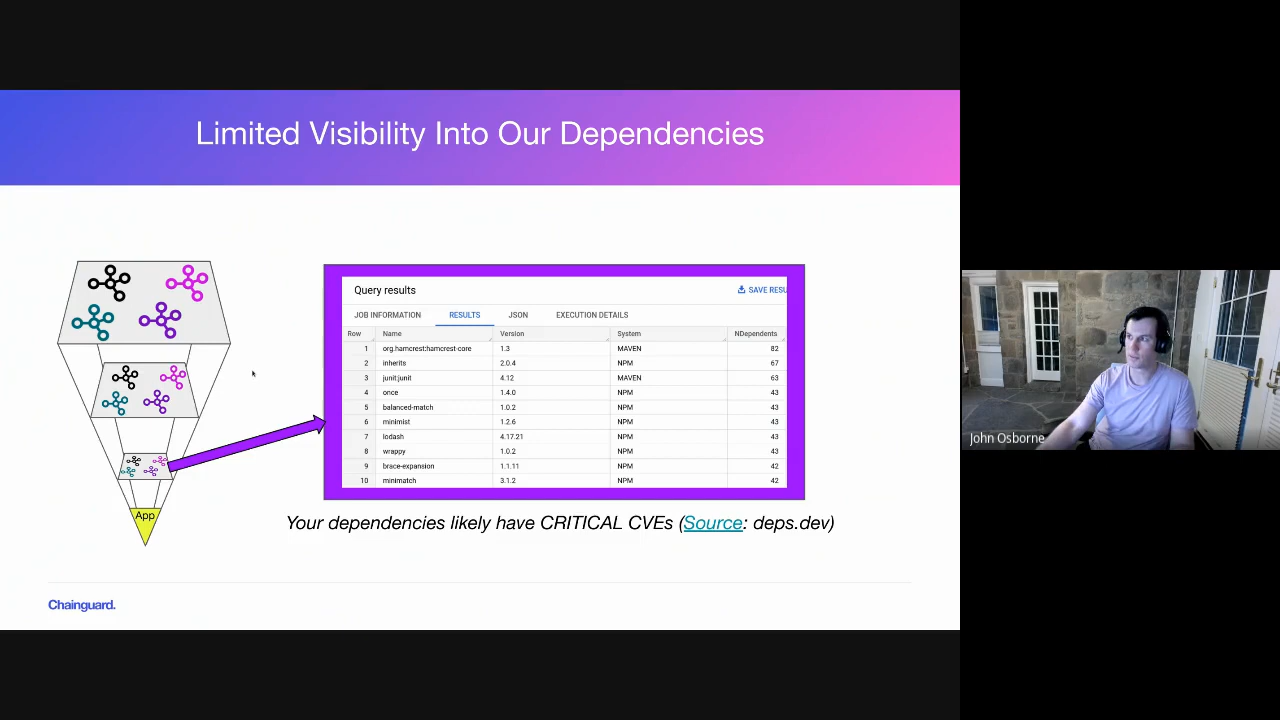 Limited Visibility Into Our Dependencies
Query results
SAVE RESU
JOB INFORMATION RESULTS JSON EXECUTION DETAILS
Row Name Version System NDependents
1 org.hamcrest:hamcrest-core 1.3 MAVEN 82
2 inherits 2.0.4 NPM 67
3 junit:junit 4.12 MAVEN 63
4 once 1.4.0 NPM 43
5 balanced-match 1.0.2 NPM 43
6 minimist 1.2.6 NPM 43
7 lodash 4.17.21 NPM 43
8 wrappy 1.0.2 NPM 43
9 brace-expansion 1.1.11 NPM 42
10 minimatch 3.1.2 NPM 42
App
Your dependencies likely have CRITICAL CVEs (Source: deps.dev)
Chainguard.
John Osborne